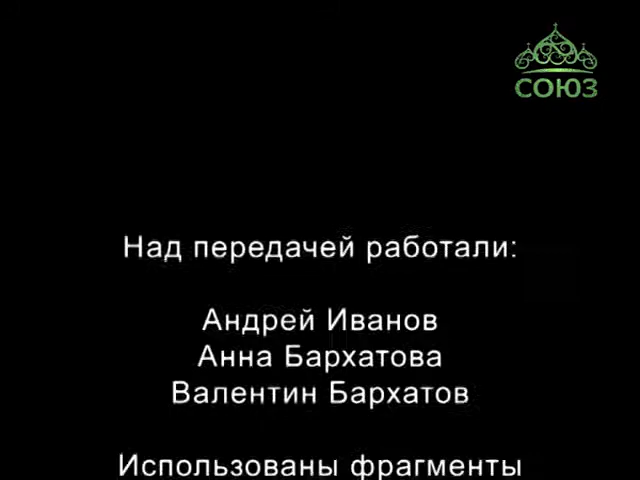 СОЮЗ
Над передачей работали:
Андрей Иванов
Анна Бархатова
Валентин Бархатов
Использованы фрагменты